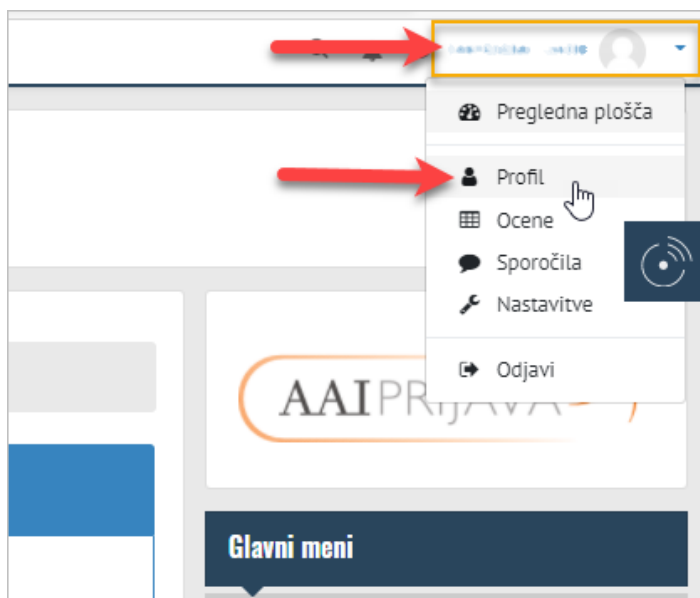 Pregledna plošča
Profil
Ocene
Sporočila
Nastavitve
Odjavi
AAIPRIJAVA
Glavni meni